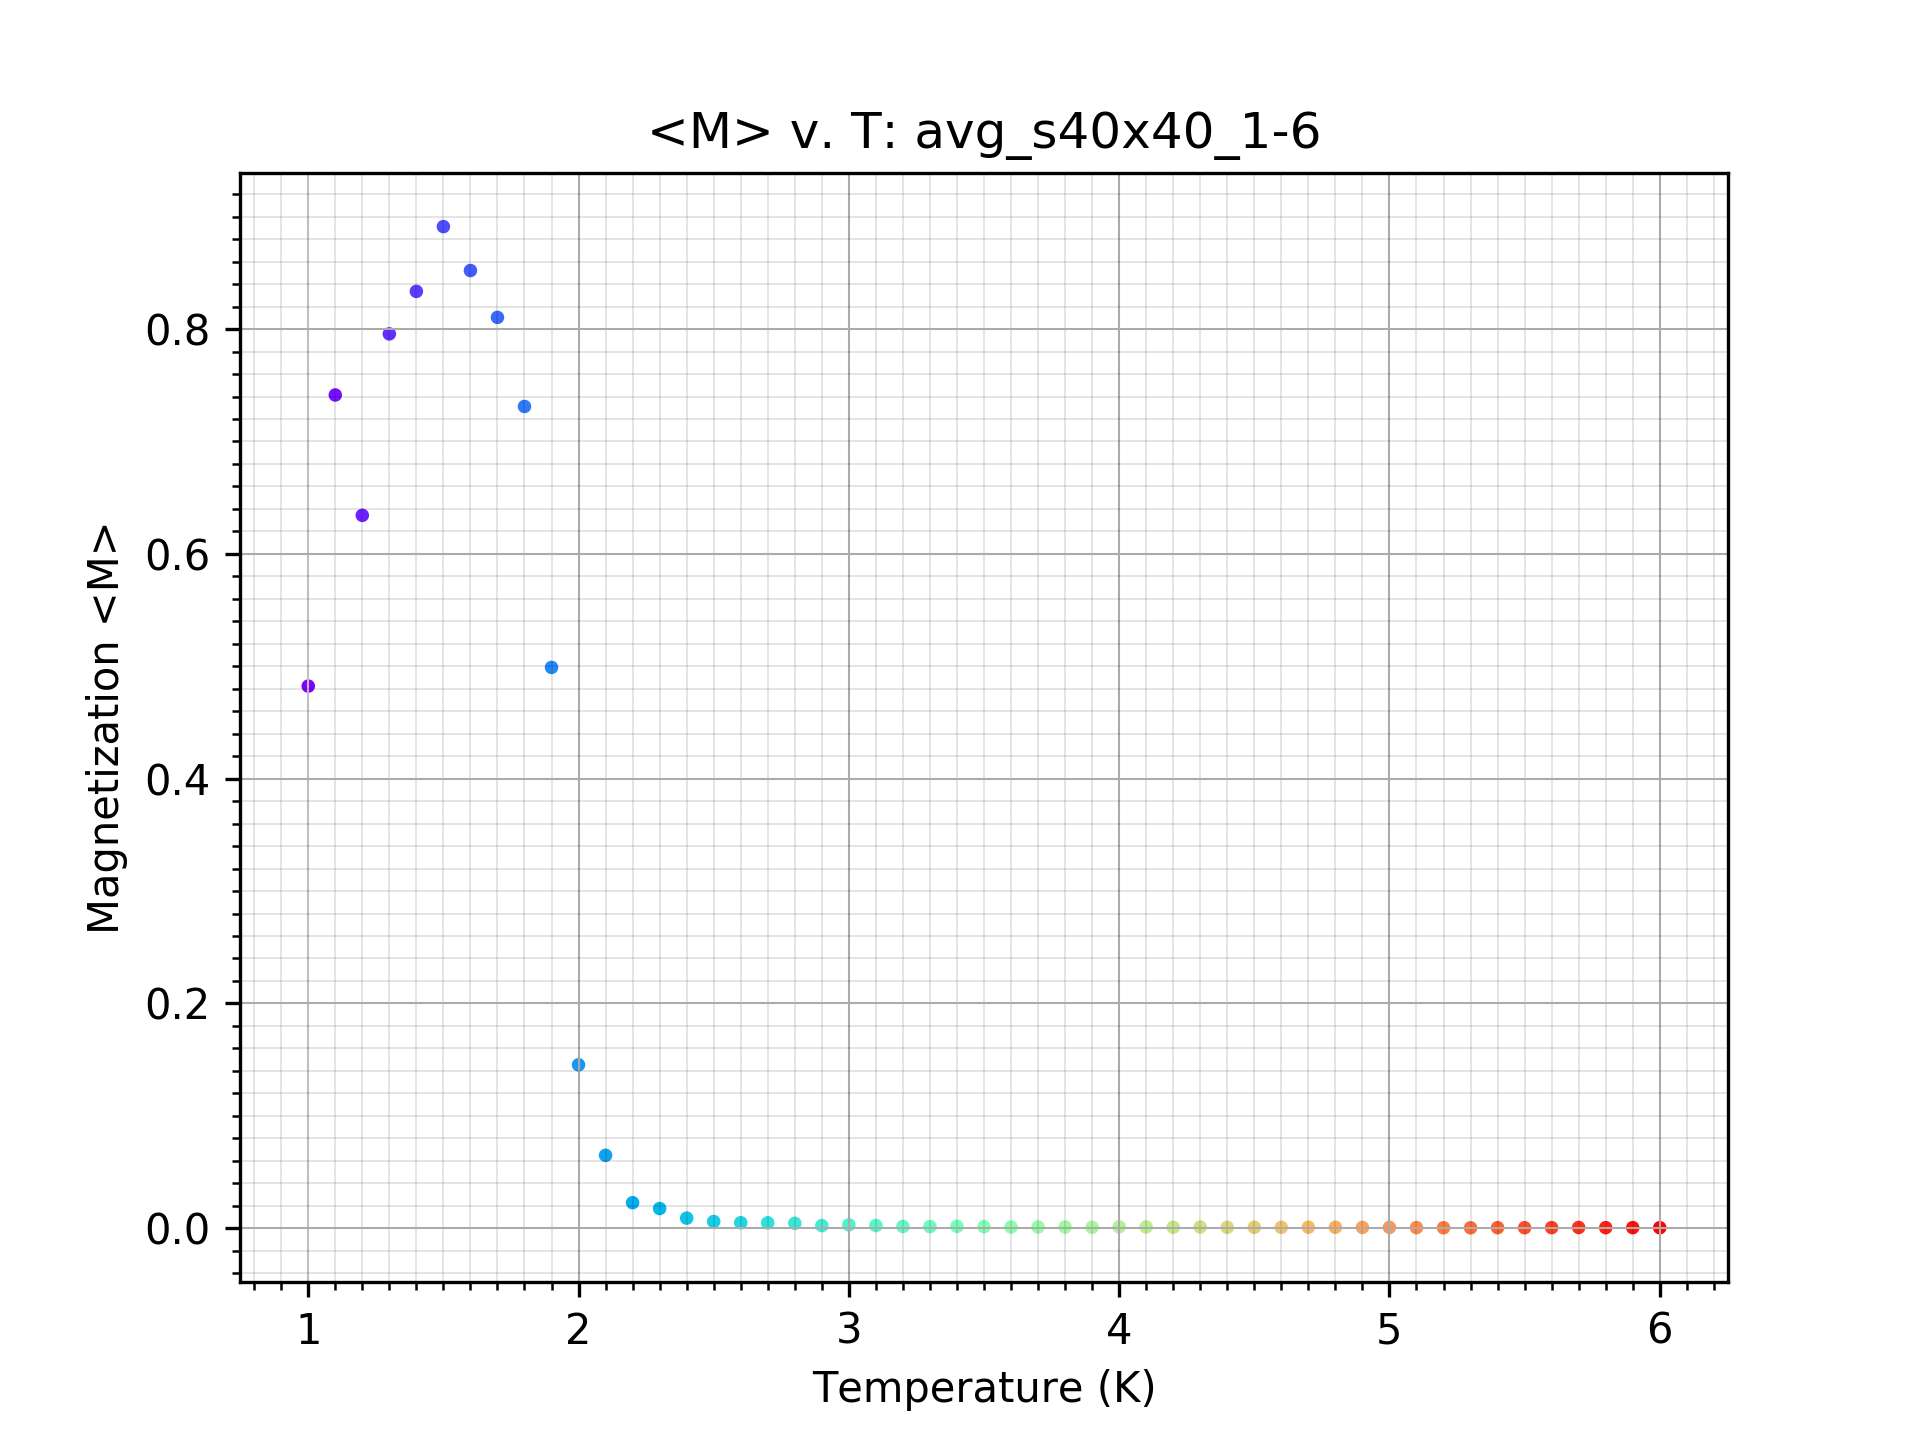 <M> v. T: avg_s40x40_1-6
Magnetization <M>
0.8
0.6
0.4
0.2
0.0
1 2 3 4 5 6
Temperature (K)